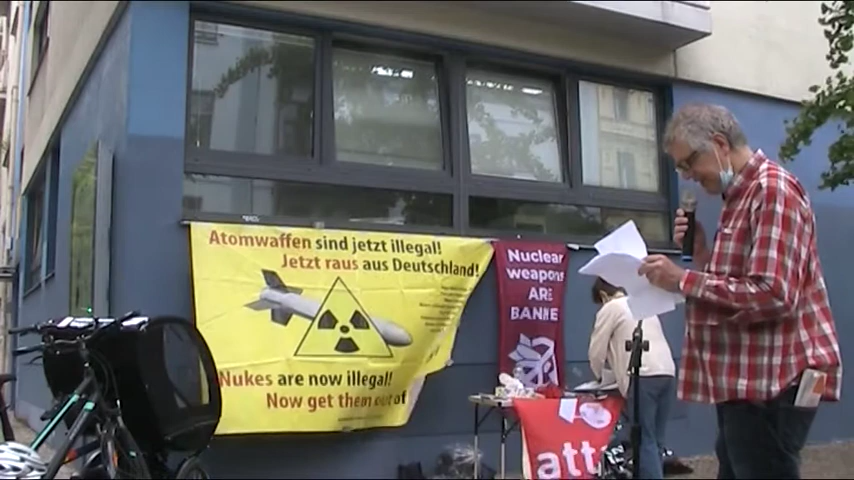 Atomwaffen sind jetzt illegal!
Jetzt raus aus Deutschland!
Nukes are now illegal!
Now get them out of
Nuclear
weapons
ARE
BANNE
att